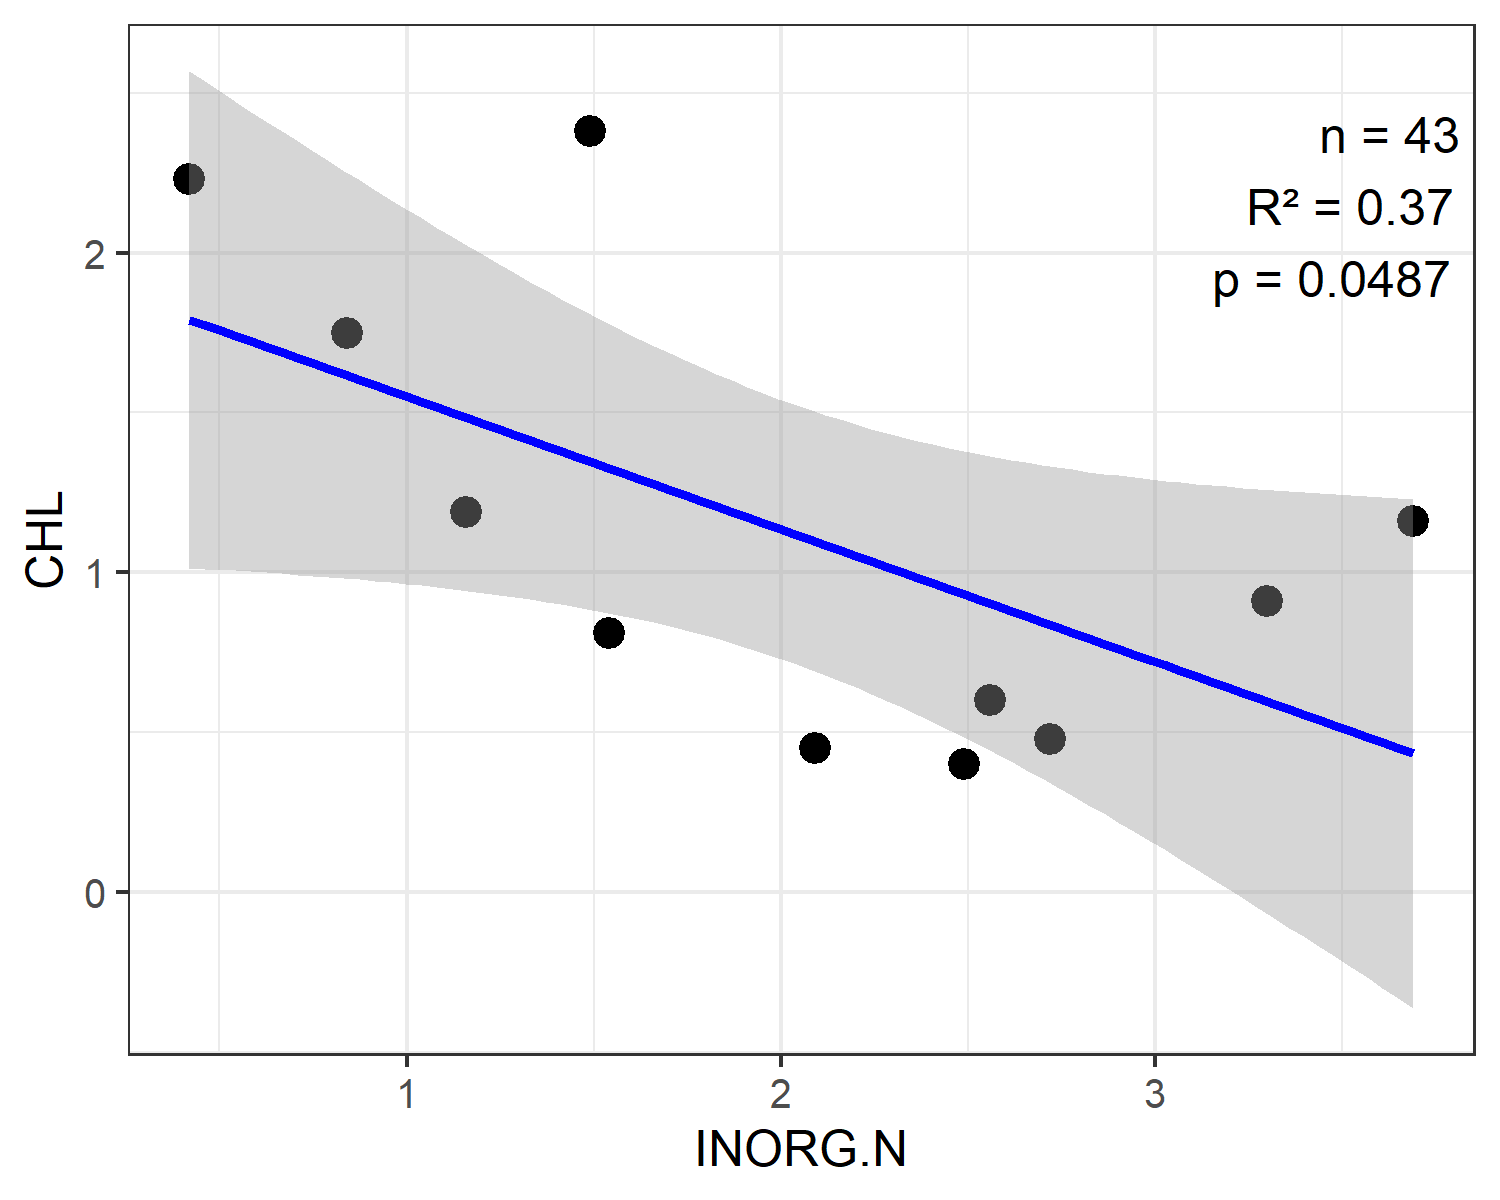 n = 43
R² = 0.37
p = 0.0487
2
1
0
CHL
1 2 3
INORG.N